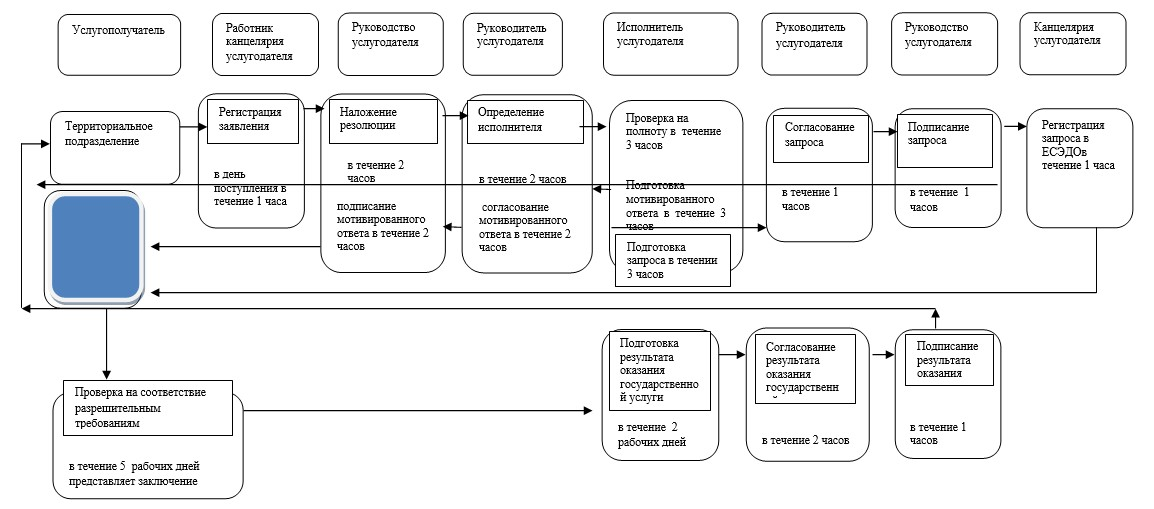 Услугополучатель
Работник
канцелярия
услугодателя
Руководство
услугодателя
Руководитель
услугодателя
Исполнитель
услугодателя
Руководитель
услугодателя
Руководство
услугодателя
Канцелярия
услугодателя
Территориальное
подразделение
Регистрация
заявления
в день
поступления в
течение 1 часа
Наложение
резолюции
в течение 2
часов
подписание
мотивированного
ответа в течение 2
часов
Определение
исполнителя
в течение 2 часов
согласование
мотивированного
ответа в течение 2
часов
Проверка на
полноту в течение
3 часов
Подготовка
мотивированного
ответа в течение 3
часов
Подготовка
запроса в течении
3 часов
Согласование
запроса
в течение 1
часов
Подписание
запроса
в течение 1
часов
Регистрация
запроса в
ЕСЭДОв
течение 1 часа
Проверка на соответствие
разрешительным
требованиям
в течение 5 рабочих дней
представляет заключение
Подготовка
результата
оказания
государственно
й услуги
в течение 2
рабочих дней
Согласование
результата
оказания
государственн
в течение 2 часов
Подписание
результата
оказания
в течение 1
часов